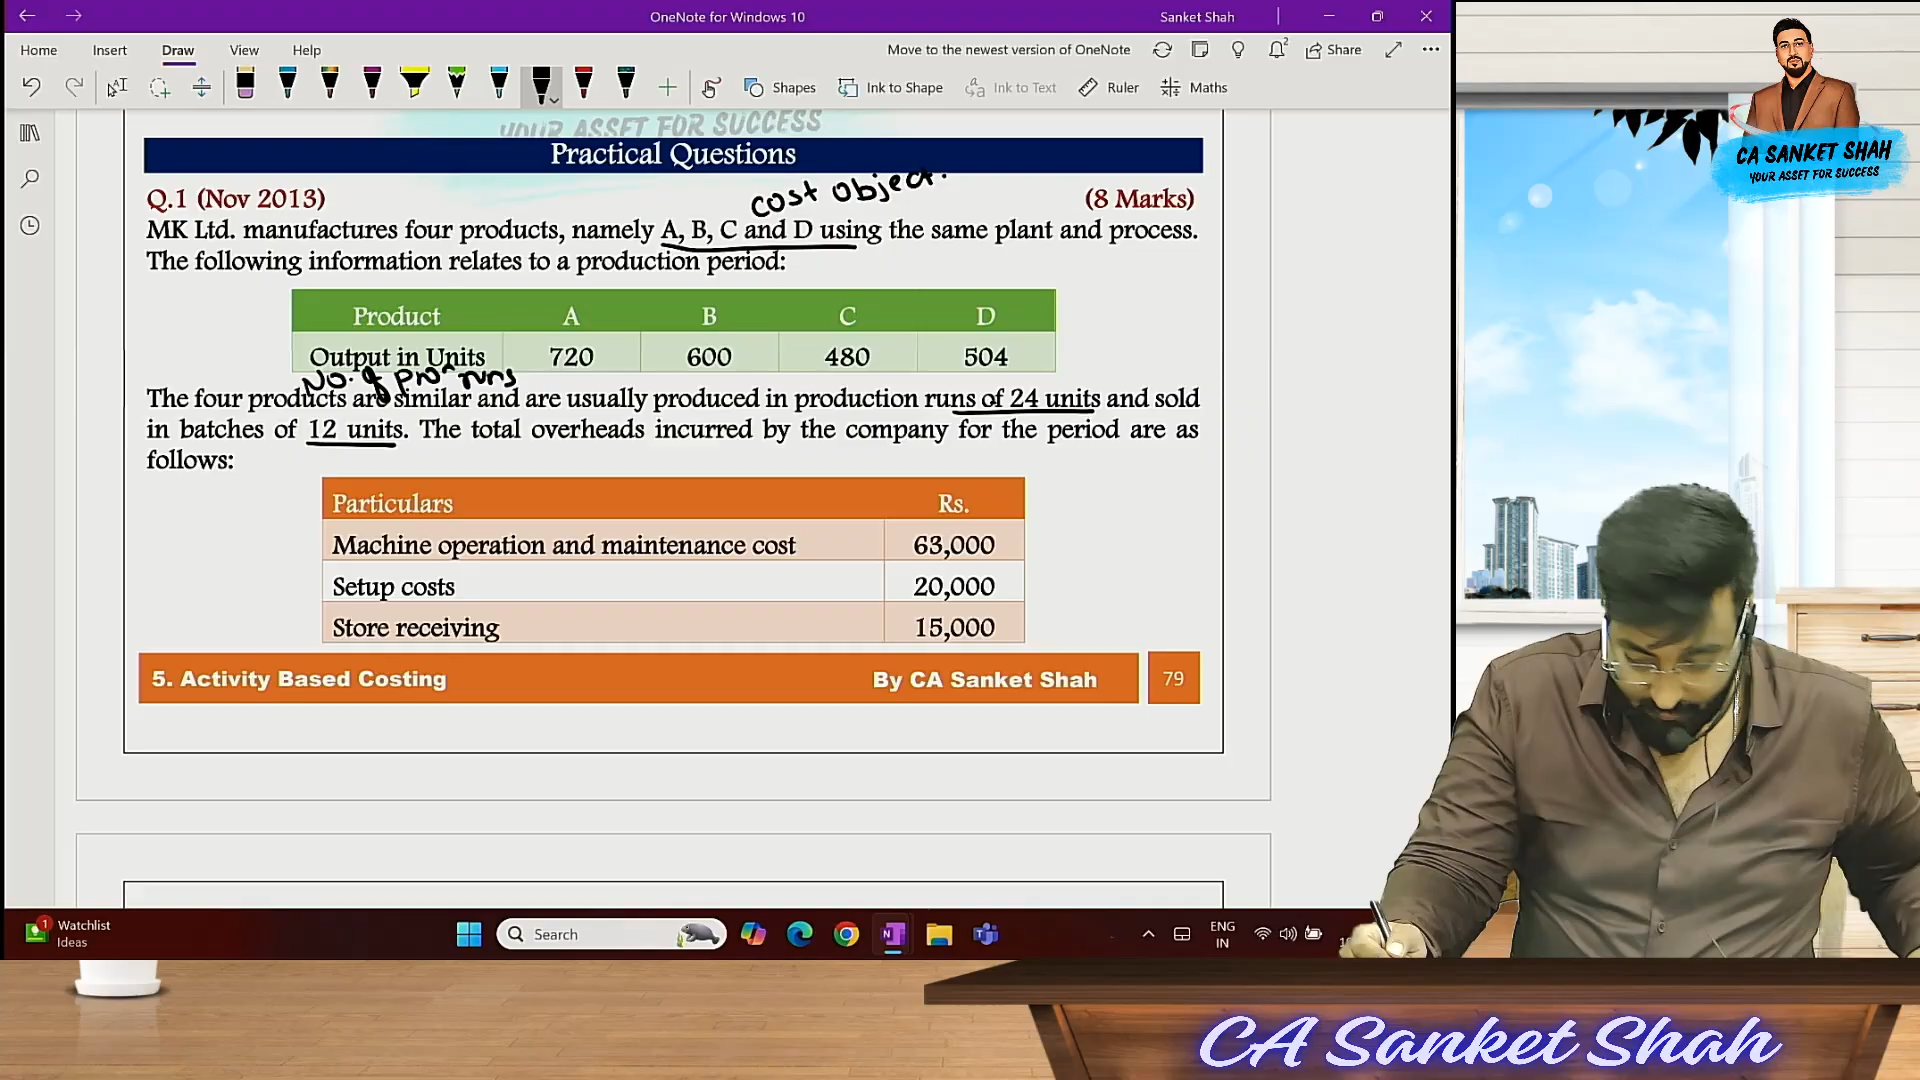 OneNote for Windows 10
Sanket Shah
Home Insert Draw View Help
Move to the newest version of OneNote
2
Share
Shapes
Ink to Shape
Ink to Text
Ruler
Maths
YOUR ASSET FOR SUCCESS
Practical Questions
cost object.
Q.1 (Nov 2013) (8 Marks)
MK Ltd. manufactures four products, namely A, B, C and D using the same plant and process.
The following information relates to a production period:
Product A B C D
Output in Units 720 600 480 504
No. of pron runs
The four products are similar and are usually produced in production runs of 24 units and sold
in batches of 12 units. The total overheads incurred by the company for the period are as
follows:
Particulars Rs.
Machine operation and maintenance cost 63,000
Setup costs 20,000
Store receiving 15,000
5. Activity Based Costing By CA Sanket Shah 79
CA SANKET SHAH
YOUR ASSET FOR SUCCESS
1
Watchlist
Ideas
Search
ENG
IN
CA Sanket Shah